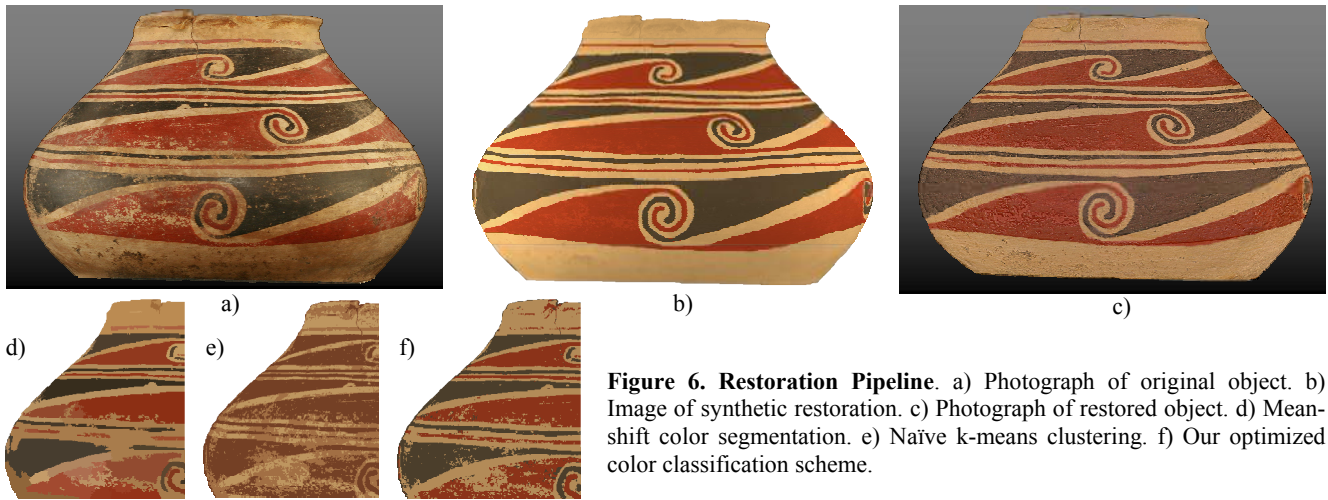 a)
b)
c)
d)
e)
f)
Figure 6. Restoration Pipeline. a) Photograph of original object. b)
Image of synthetic restoration. c) Photograph of restored object. d) Mean-
shift color segmentation. e) Naïve k-means clustering. f) Our optimized
color classification scheme.